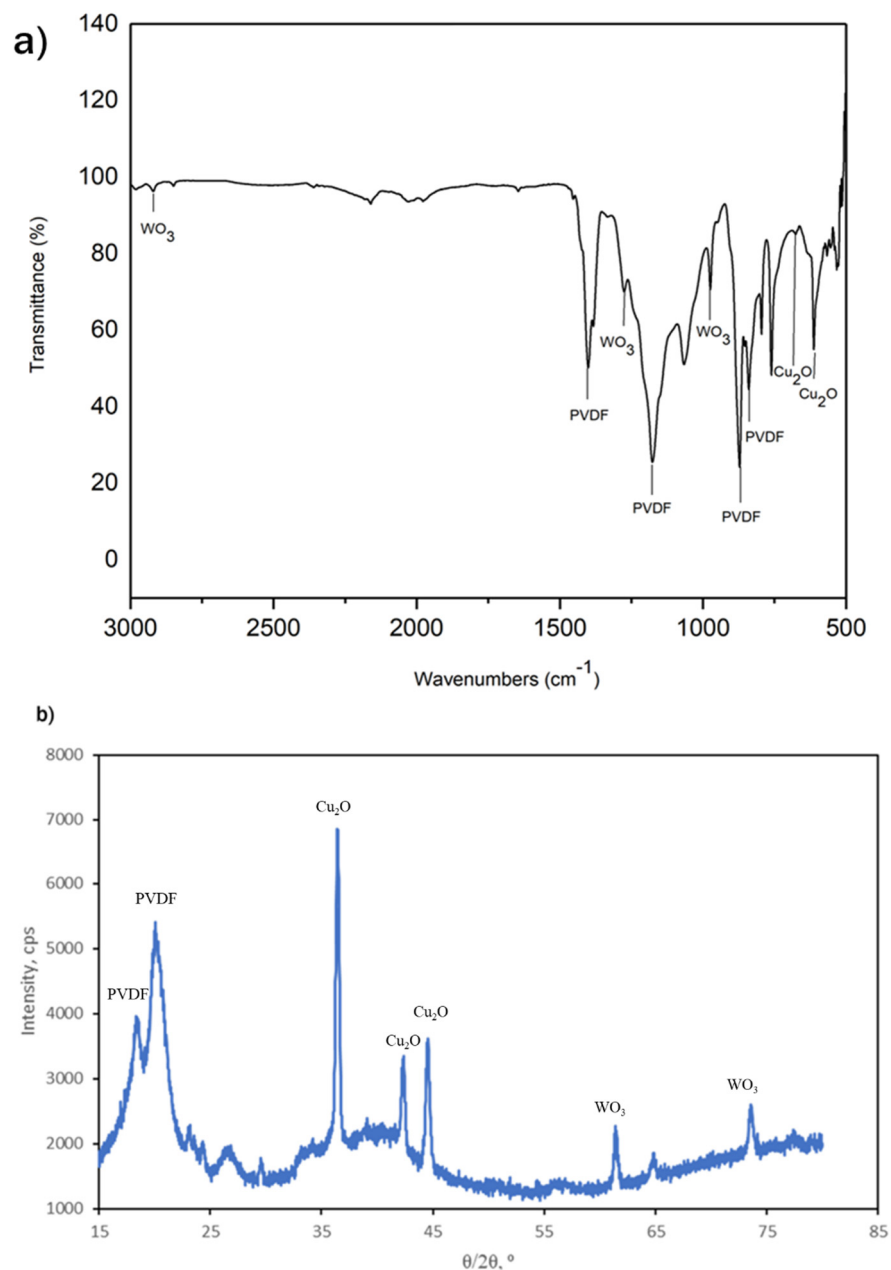 a)
140
120
100
80
60
40
20
0
Transmittance (%)
WO3
PVDF
WO3
PVDF
WO3
PVDF
PVDF
Cu2O
Cu2O
3000
2500
2000
1500
1000
500
Wavenumbers (cm-1)
b)
8000
7000
6000
5000
4000
3000
2000
1000
Intensity, cps
PVDF
PVDF
Cu₂O
Cu₂O
Cu₂O
WO₃
WO₃
15
25
35
45
55
65
75
85
θ/2θ, º